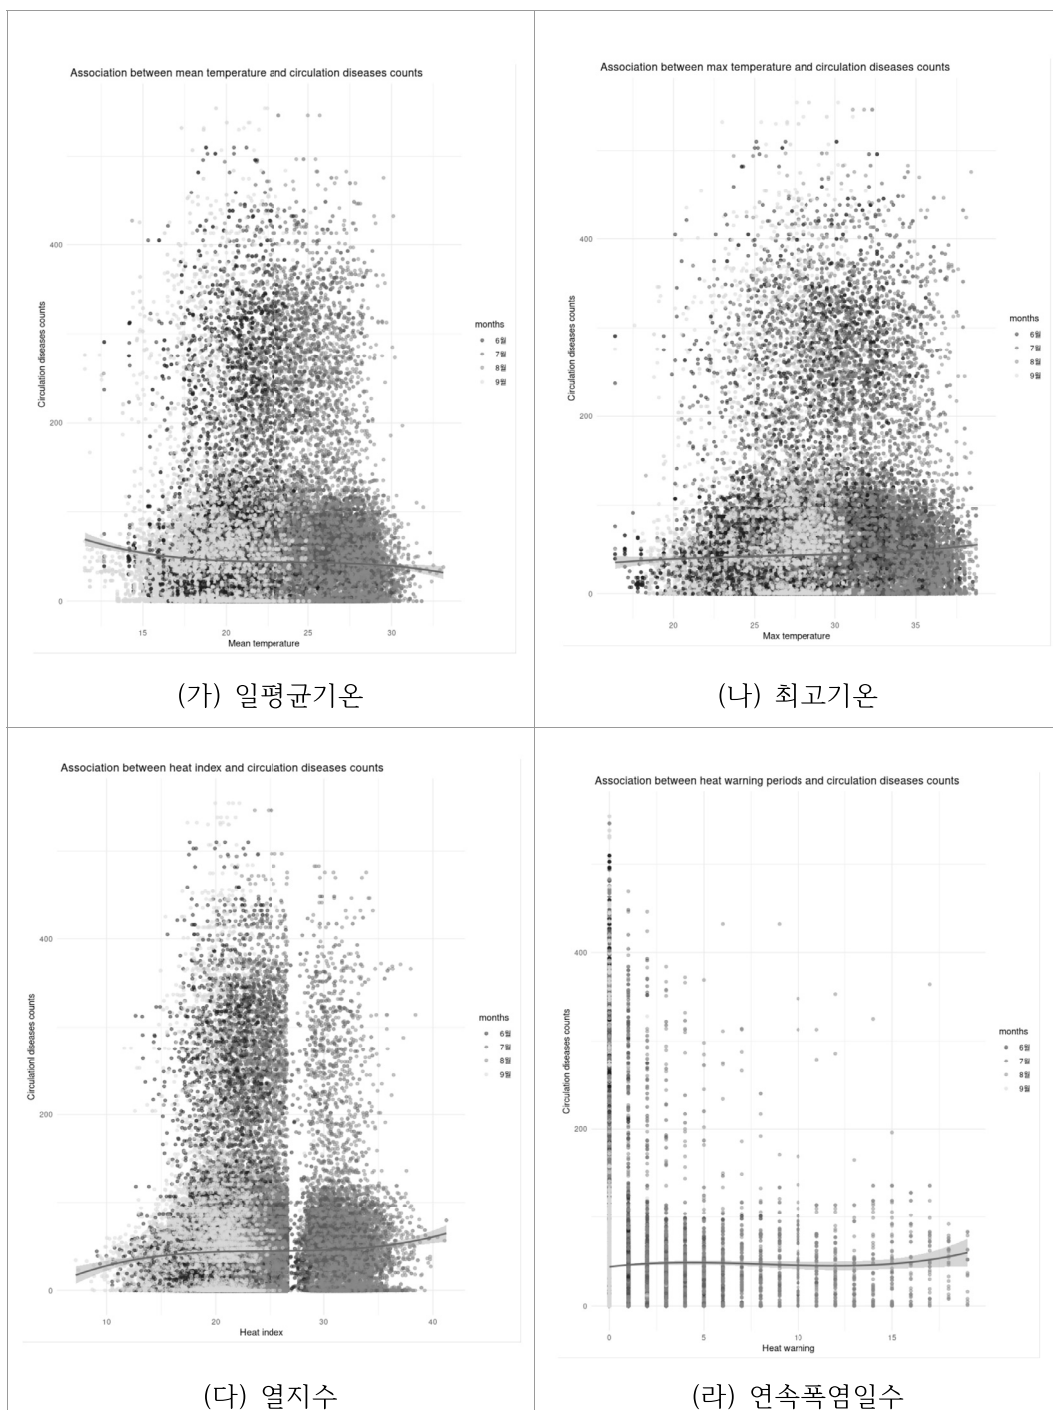 Association between mean temperature and circulation diseases counts
Circulation diseases counts
400
200
0
15
20
25
30
Mean temperature
months
6월
7월
8월
9월
(가) 일평균기온
Association between max temperature and circulation diseases counts
Circulation diseases counts
400
200
0
20
25
30
35
Max temperature
months
6월
7월
8월
9월
(나) 최고기온
Association between heat index and circulation diseases counts
Circulation diseases counts
400
200
0
10
20
30
40
Heat index
months
6월
7월
8월
9월
(다) 열지수
Association between heat warning periods and circulation diseases counts
Circulation diseases counts
400
200
0
0
5
10
15
Heat warning
months
6월
7월
8월
9월
(라) 연속폭염일수